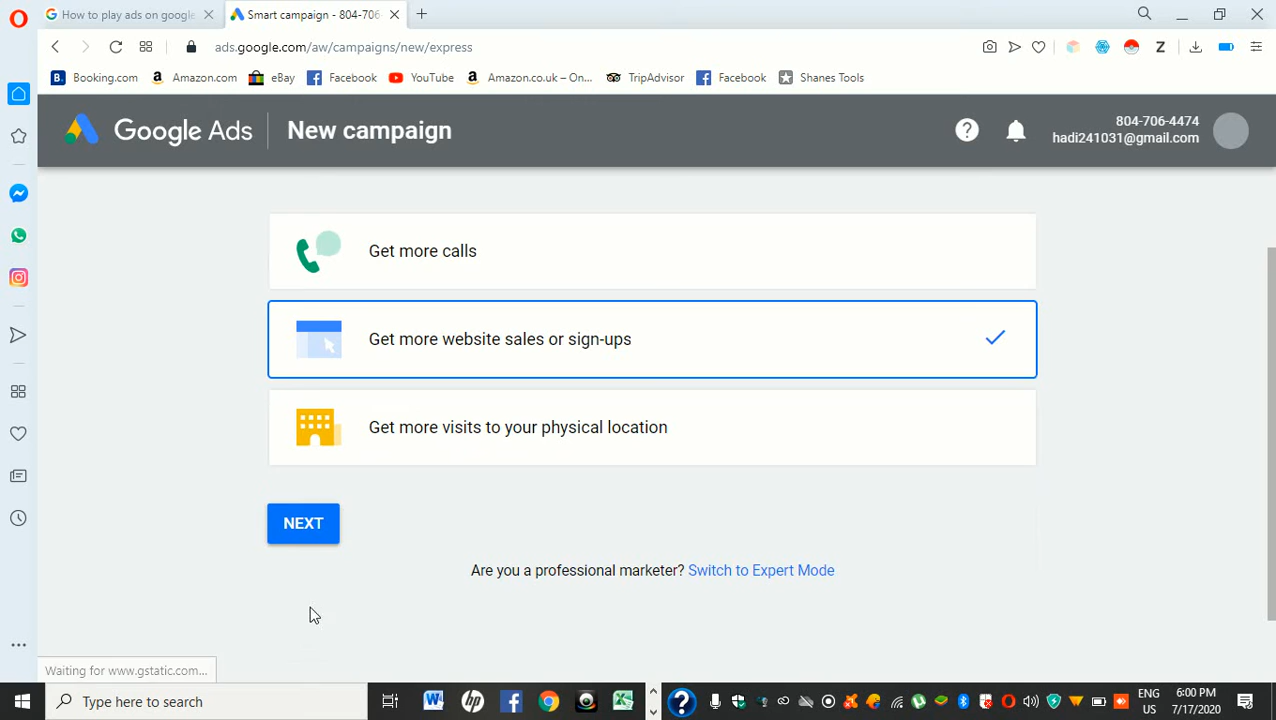 How to play ads on google
Smart campaign - 804-706-
ads.google.com/aw/campaigns/new/express
Booking.com
Amazon.com
eBay
Facebook
YouTube
Amazon.co.uk – On...
TripAdvisor
Facebook
Shanes Tools
Google Ads
New campaign
804-706-4474
hadi241031@gmail.com
Get more calls
Get more website sales or sign-ups
Get more visits to your physical location
NEXT
Are you a professional marketer? Switch to Expert Mode
Waiting for www.gstatic.com...
Type here to search
ENG
US
6:00 PM
7/17/2020